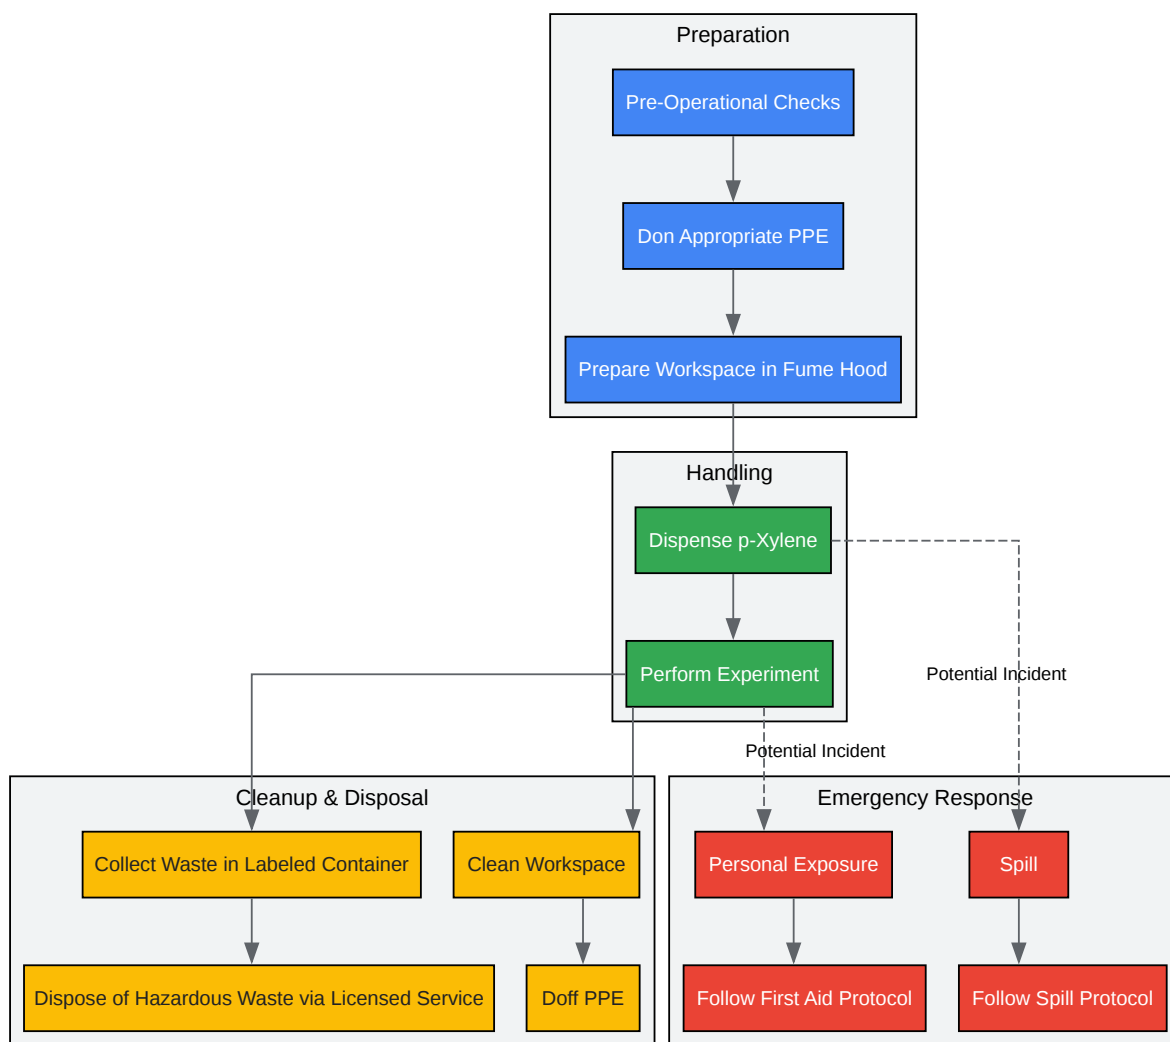 Preparation
Pre-Operational Checks
Don Appropriate PPE
Prepare Workspace in Fume Hood
Handling
Dispense p-Xylene
Perform Experiment
Potential Incident
Potential Incident
Cleanup & Disposal
Emergency Response
Collect Waste in Labeled Container
Clean Workspace
Personal Exposure
Spill
Dispose of Hazardous Waste via Licensed Service
Doff PPE
Follow First Aid Protocol
Follow Spill Protocol